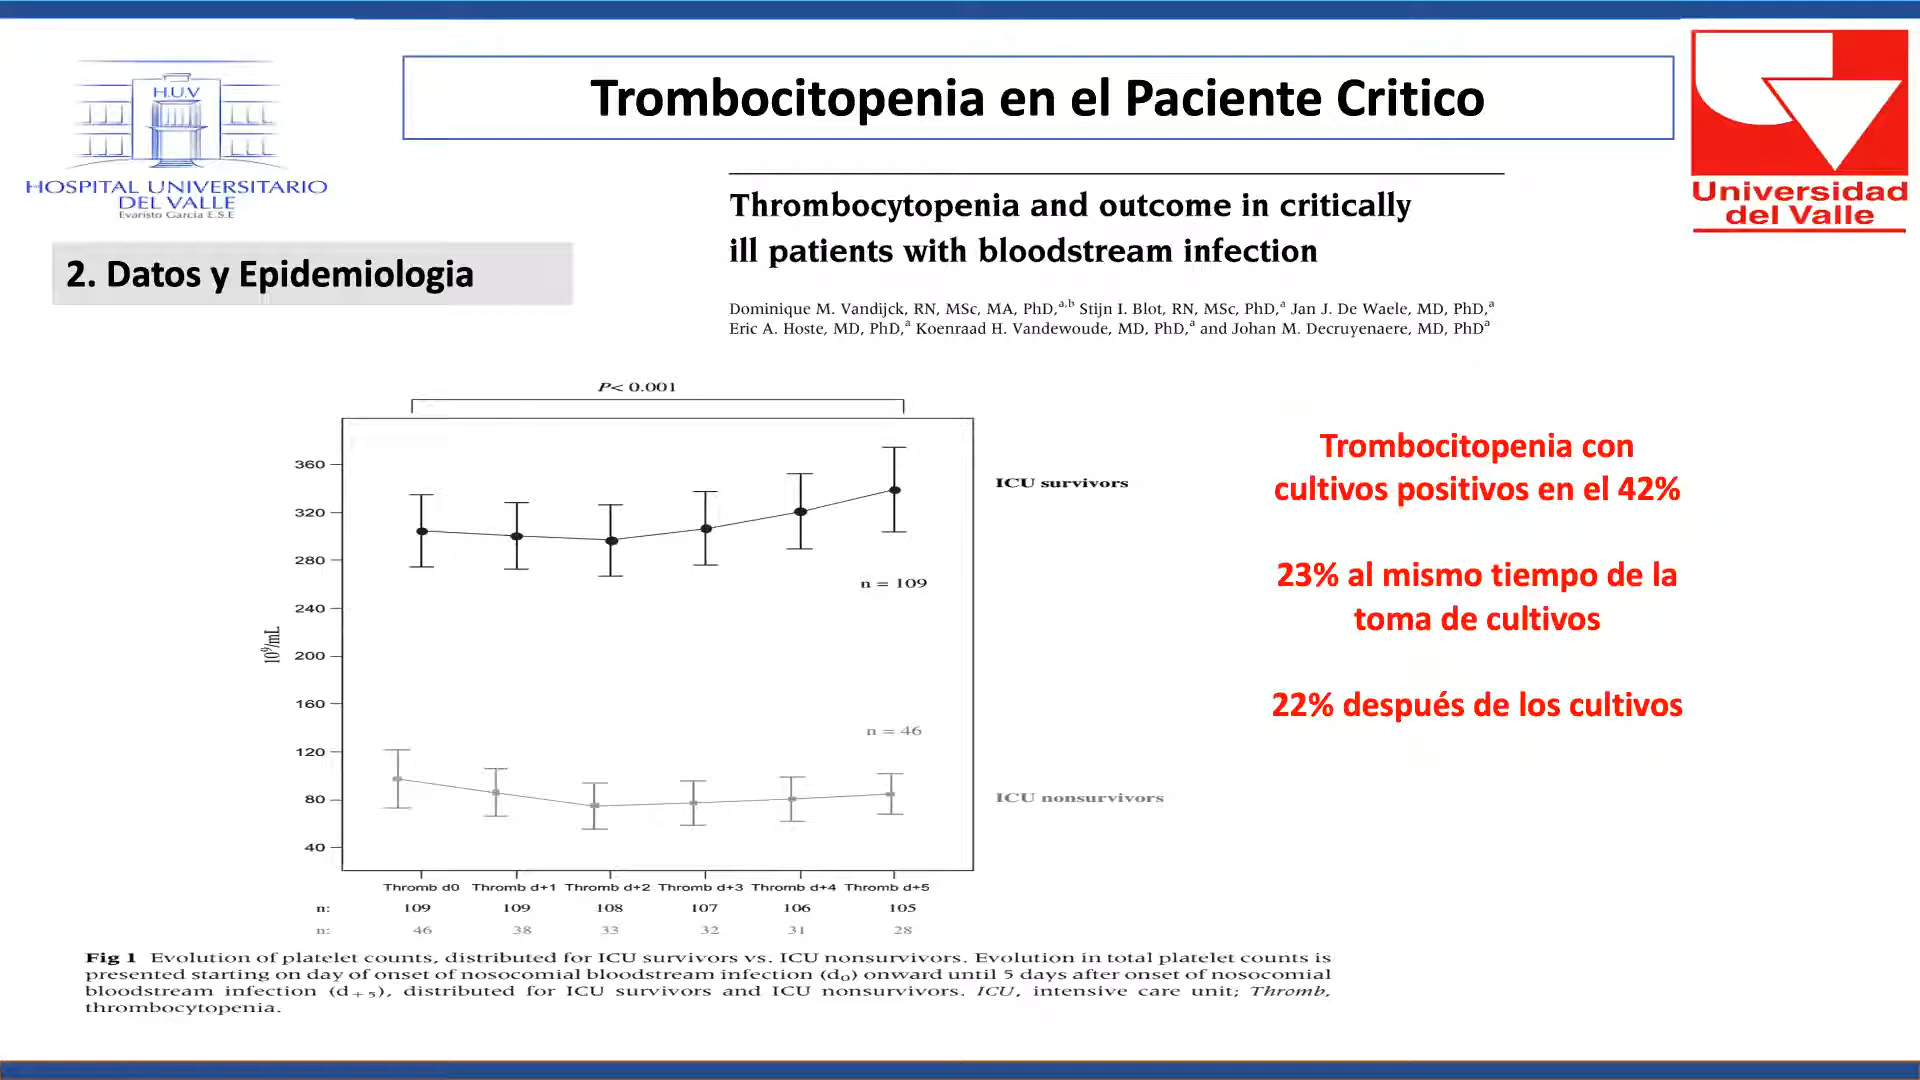 H.U.V
HOSPITAL UNIVERSITARIO
DEL VALLE
Evaristo García E.S.E
Trombocitopenia en el Paciente Critico
Universidad
del Valle
2. Datos y Epidemiologia
Thrombocytopenia and outcome in critically
ill patients with bloodstream infection
Dominique M. Vandijck, RN, MSc, MA, PhD,a,b Stijn I. Blot, RN, MSc, PhD,a Jan J. De Waele, MD, PhD,a
Eric A. Hoste, MD, PhD,a Koenraad H. Vandewoude, MD, PhD,a and Johan M. Decruyenaere, MD, PhDa
P< 0.001
360
320
280
240
200
160
120
80
40
10⁹/mL
ICU survivors
n = 109
n = 46
ICU nonsurvivors
Thromb d0 Thromb d+1 Thromb d+2 Thromb d+3 Thromb d+4 Thromb d+5
n: 109 109 108 107 106 105
n: 46 38 33 32 31 28
Trombocitopenia con
cultivos positivos en el 42%
23% al mismo tiempo de la
toma de cultivos
22% después de los cultivos
Fig 1 Evolution of platelet counts, distributed for ICU survivors vs. ICU nonsurvivors. Evolution in total platelet counts is
presented starting on day of onset of nosocomial bloodstream infection (d₀) onward until 5 days after onset of nosocomial
bloodstream infection (d₊₅), distributed for ICU survivors and ICU nonsurvivors. ICU, intensive care unit; Thromb,
thrombocytopenia.